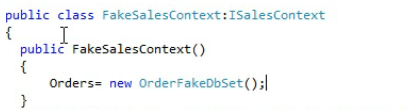 public class FakeSalesContext:ISalesContext
{
public FakeSalesContext()
{
Orders= new OrderFakeDbSet();
}